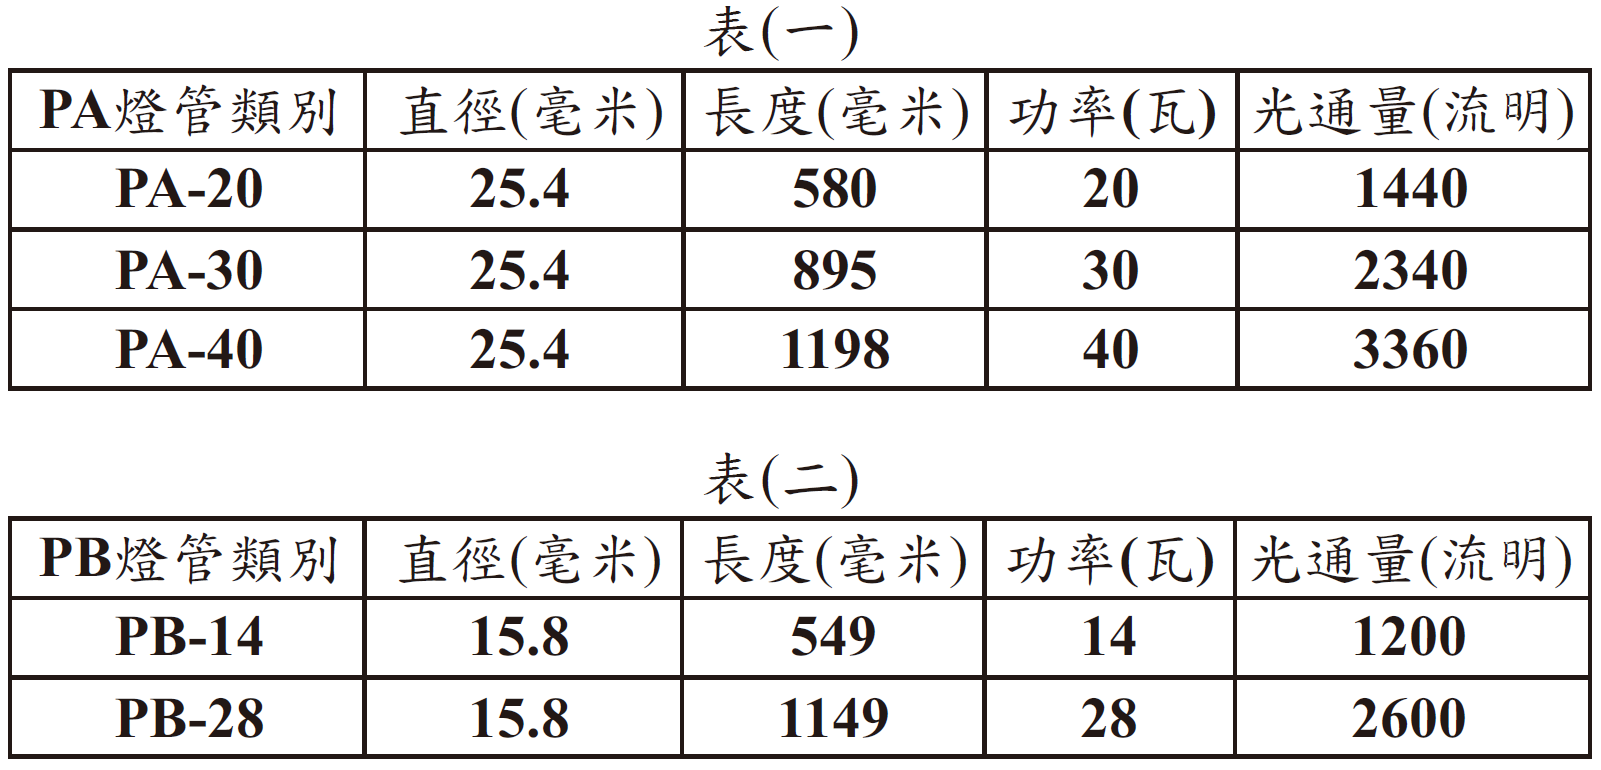 表(一)
PA燈管類別 直徑(毫米) 長度(毫米) 功率(瓦) 光通量(流明)
PA-20 25.4 580 20 1440
PA-30 25.4 895 30 2340
PA-40 25.4 1198 40 3360
表(二)
PB燈管類別 直徑(毫米) 長度(毫米) 功率(瓦) 光通量(流明)
PB-14 15.8 549 14 1200
PB-28 15.8 1149 28 2600